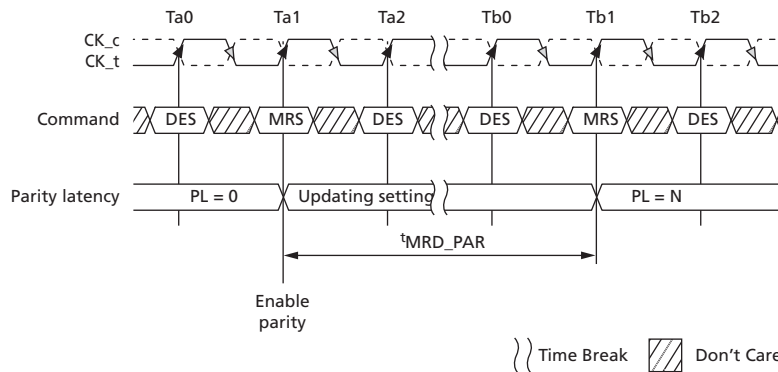 Ta0 Ta1 Ta2 Tb0 Tb1 Tb2
CK_c
CK_t
Command DES MRS DES DES MRS DES
Parity latency PL = 0 Updating setting PL = N
tMRD_PAR
Enable
parity
Time Break Don't Care